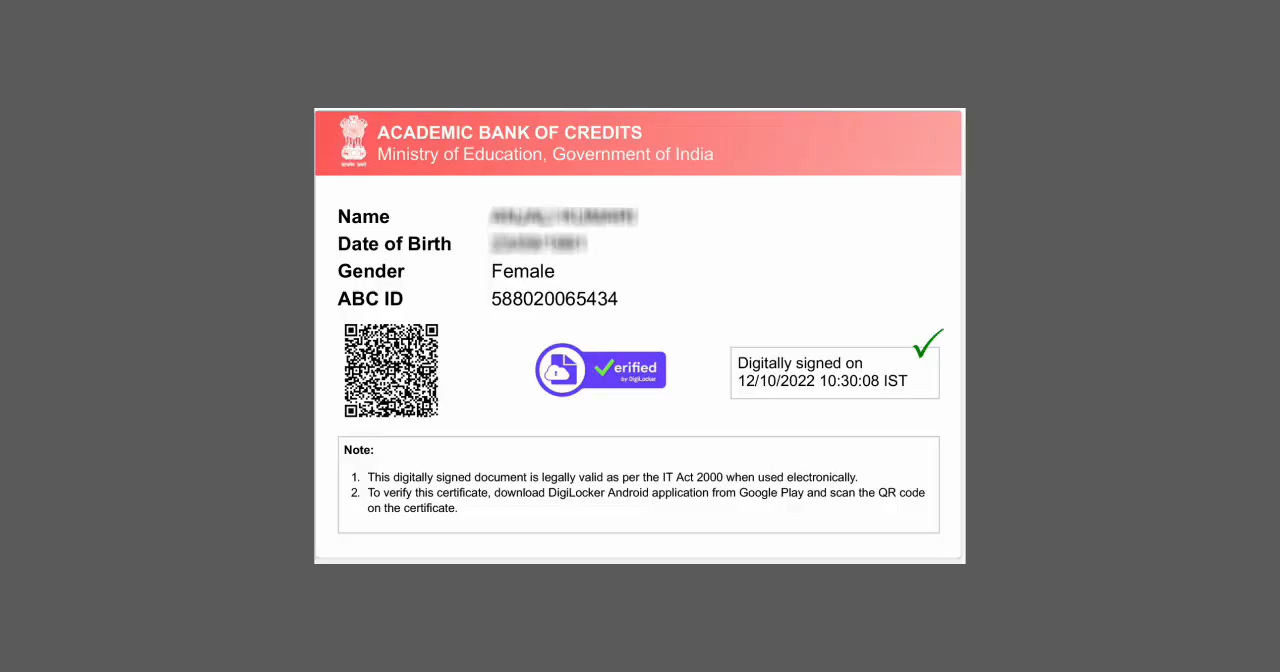 ACADEMIC BANK OF CREDITS
Ministry of Education, Government of India
Name
Date of Birth
Gender Female
ABC ID 588020065434
erified
by DigiLocker
Digitally signed on
12/10/2022 10:30:08 IST
Note:
1. This digitally signed document is legally valid as per the IT Act 2000 when used electronically.
2. To verify this certificate, download DigiLocker Android application from Google Play and scan the QR code
on the certificate.